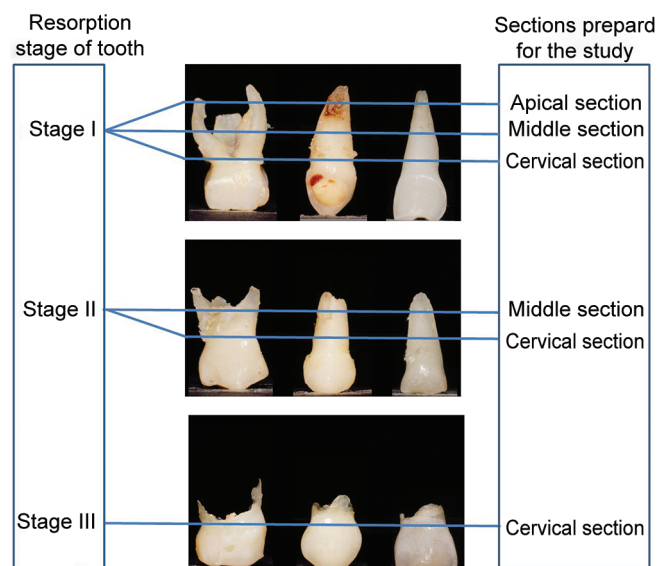 Resorption
stage of tooth
Sections prepard
for the study
Stage I
Apical section
Middle section
Cervical section
Stage II
Middle section
Cervical section
Stage III
Cervical section